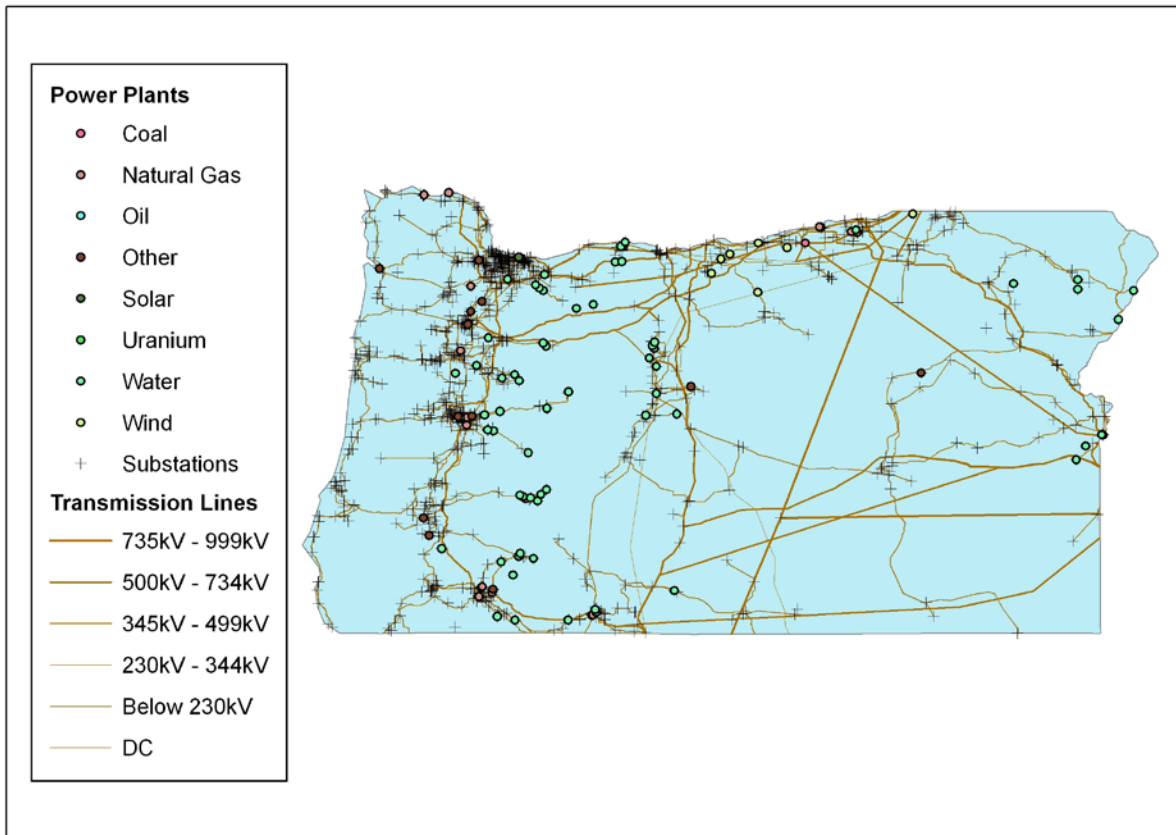 Power Plants
Coal
Natural Gas
Oil
Other
Solar
Uranium
Water
Wind
Substations
Transmission Lines
735kV - 999kV
500kV - 734kV
345kV - 499kV
230kV - 344kV
Below 230kV
DC